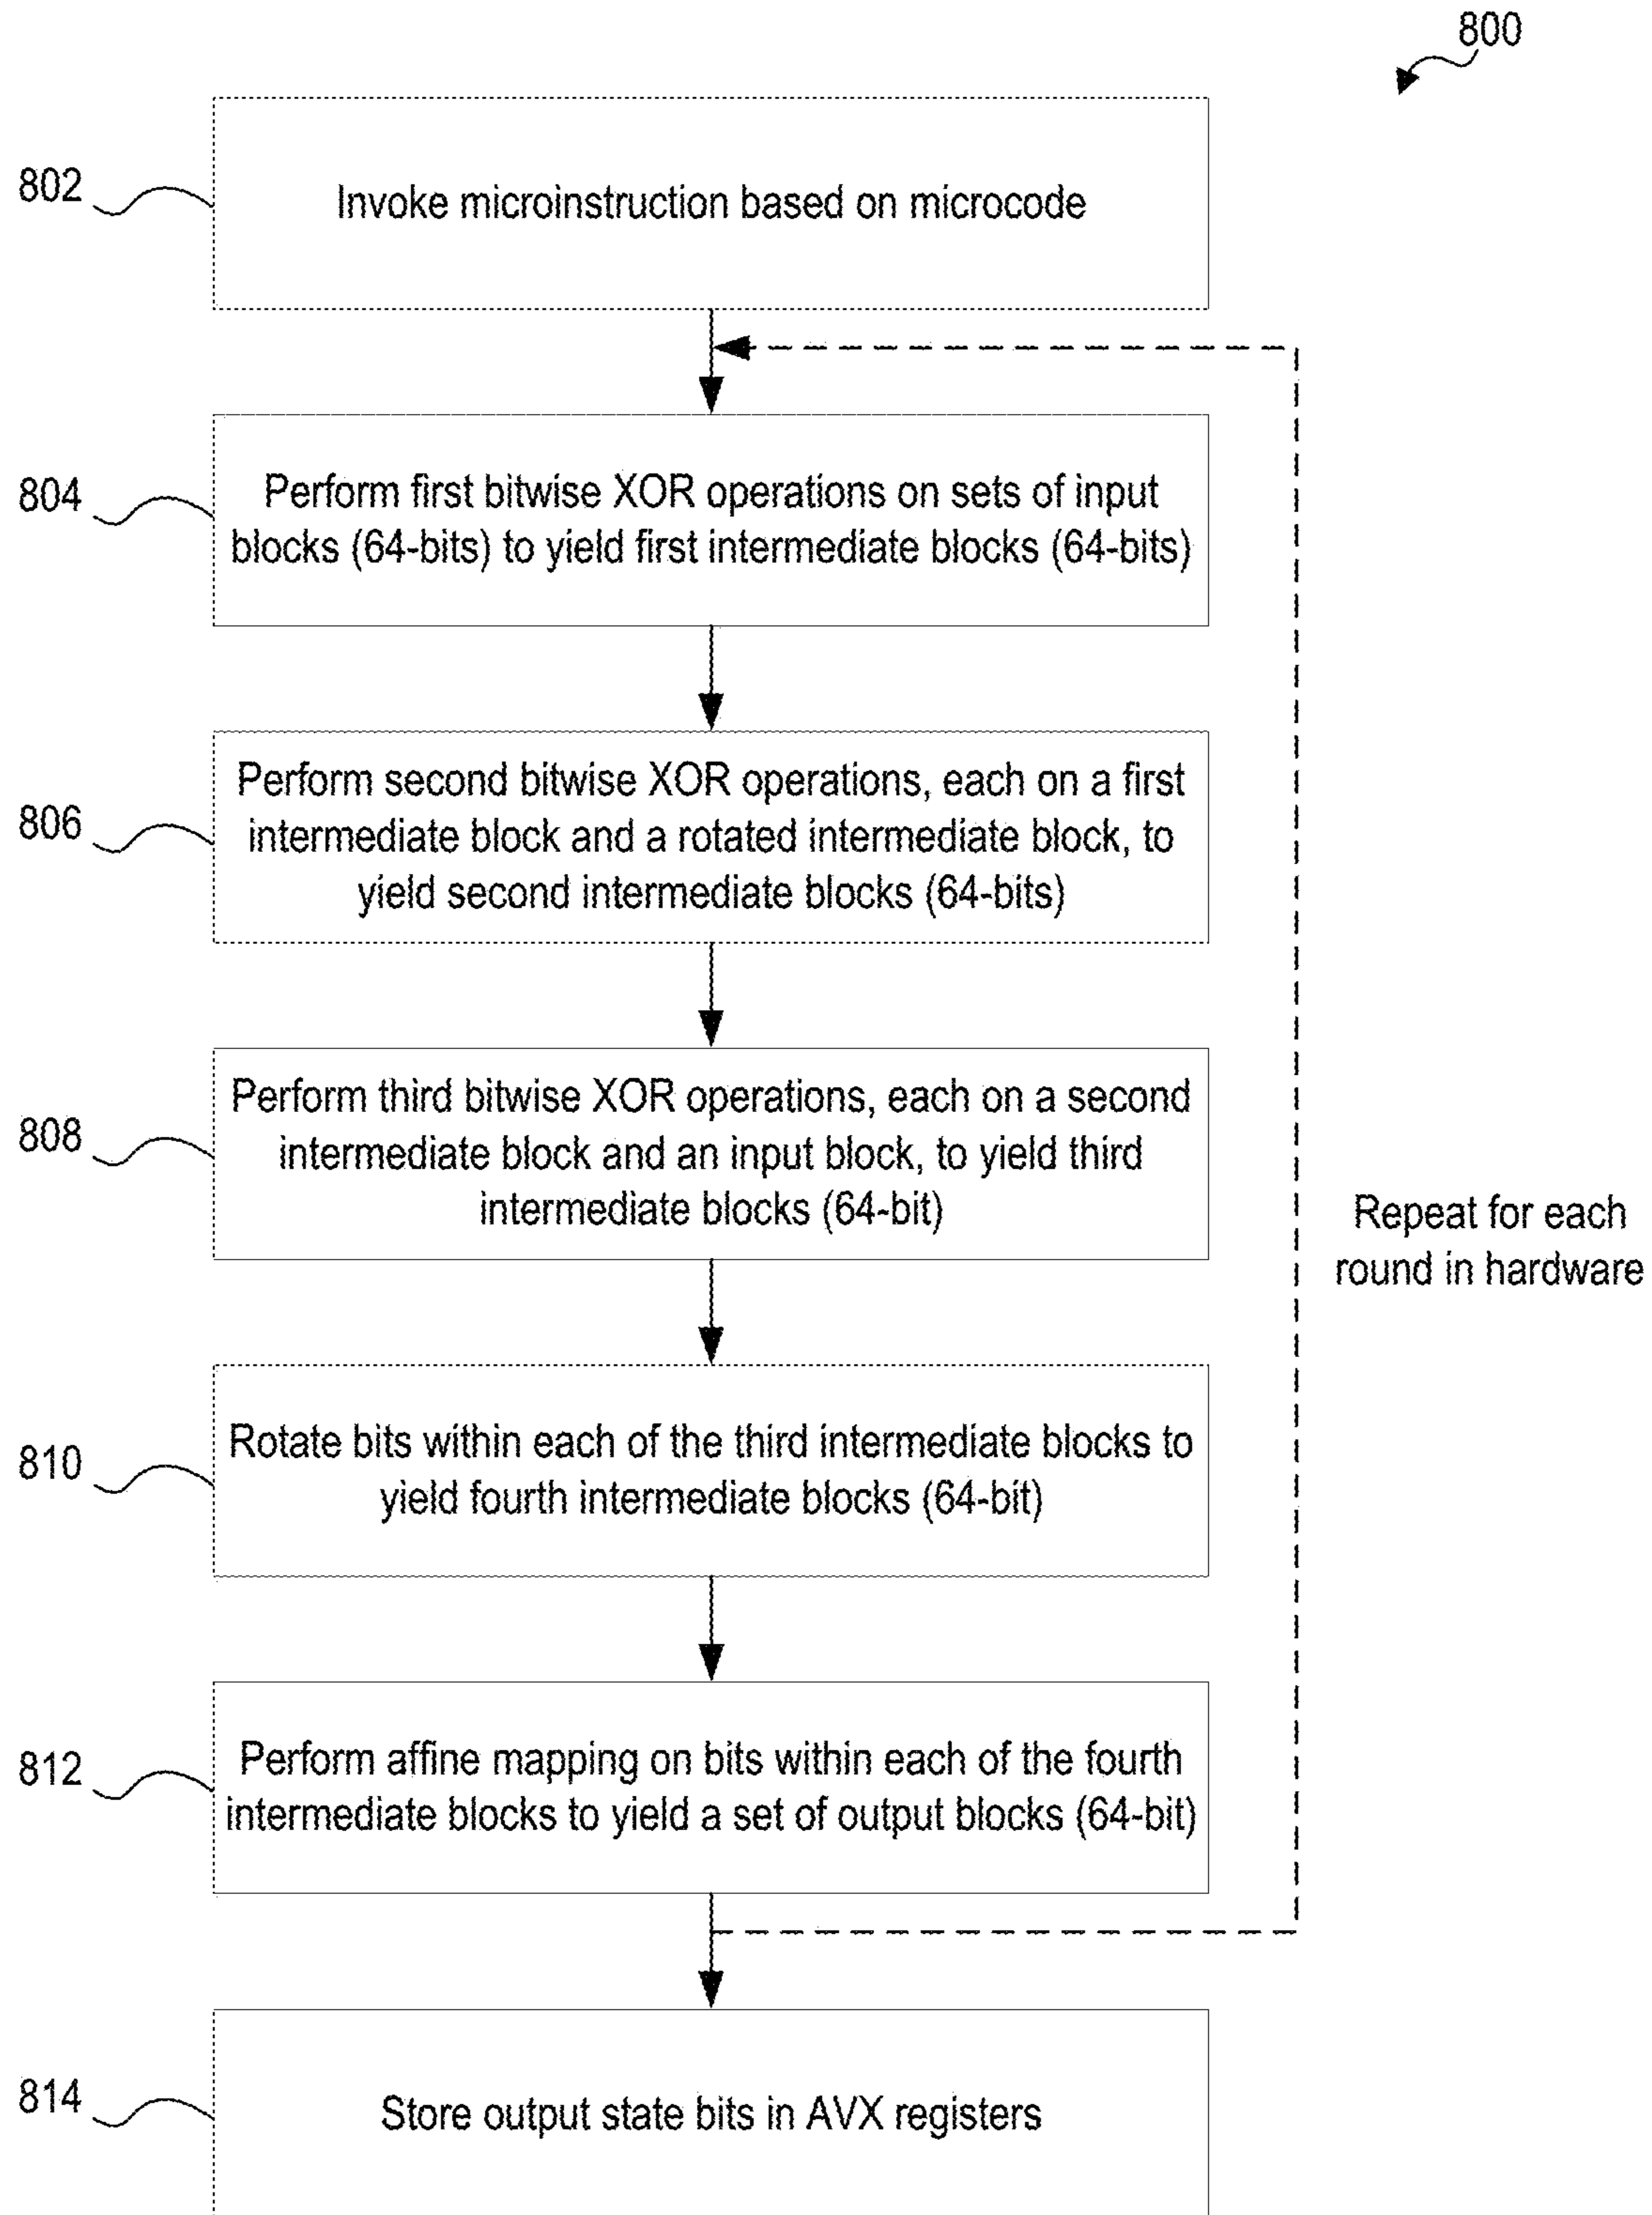 800
802
Invoke microinstruction based on microcode
804
Perform first bitwise XOR operations on sets of input
blocks (64-bits) to yield first intermediate blocks (64-bits)
806
Perform second bitwise XOR operations, each on a first
intermediate block and a rotated intermediate block, to
yield second intermediate blocks (64-bits)
808
Perform third bitwise XOR operations, each on a second
intermediate block and an input block, to yield third
intermediate blocks (64-bit)
Repeat for each
round in hardware
810
Rotate bits within each of the third intermediate blocks to
yield fourth intermediate blocks (64-bit)
812
Perform affine mapping on bits within each of the fourth
intermediate blocks to yield a set of output blocks (64-bit)
814
Store output state bits in AVX registers